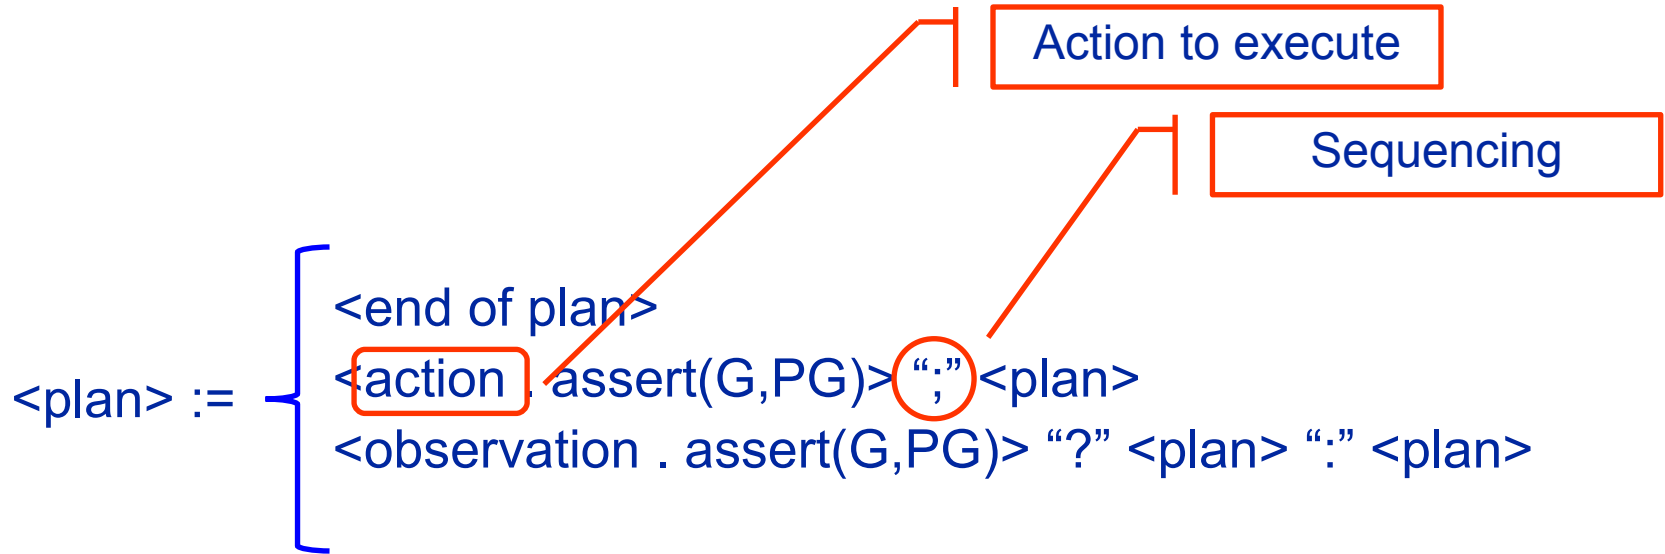 Action to execute
Sequencing
<end of plan>
<action . assert(G,PG)> “;” <plan>
<plan> :=
<observation . assert(G,PG)> “?” <plan> “:” <plan>